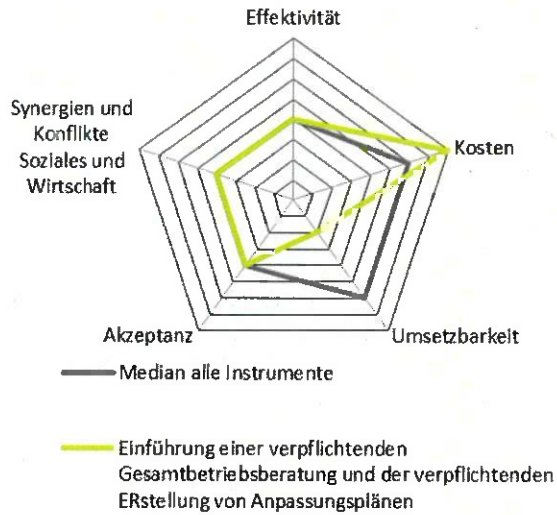 Effektivität
Synergien und
Konflikte
Soziales und
Wirtschaft
Kosten
Akzeptanz
Umsetzbarkeit
Median alle Instrumente
Einführung einer verpflichtenden
Gesamtbetriebsberatung und der verpflichtenden
ERstellung von Anpassungsplänen